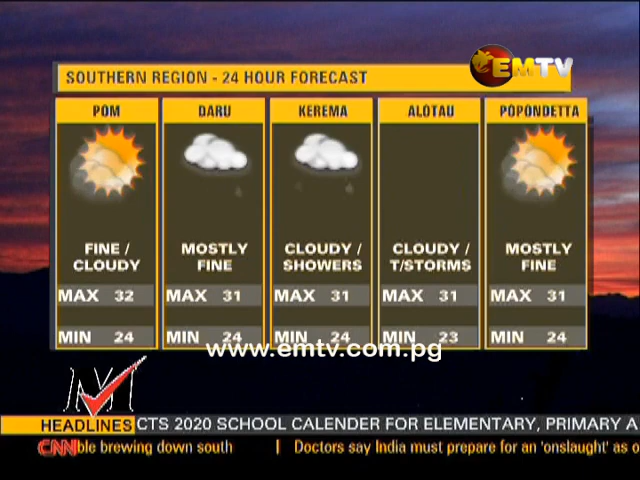 EMTV
SOUTHERN REGION - 24 HOUR FORECAST
POM
FINE /
CLOUDY
MAX 32
MIN 24
DARU
MOSTLY
FINE
MAX 31
MIN 24
KEREMA
CLOUDY /
SHOWERS
MAX 31
MIN 24
ALOTAU
CLOUDY /
T/STORMS
MAX 31
MIN 23
POPONDETTA
MOSTLY
FINE
MAX 31
MIN 24
www.emtv.com.pg
HEADLINES CTS 2020 SCHOOL CALENDER FOR ELEMENTARY, PRIMARY A
CNN ble brewing down south | Doctors say India must prepare for an 'onslaught' as o